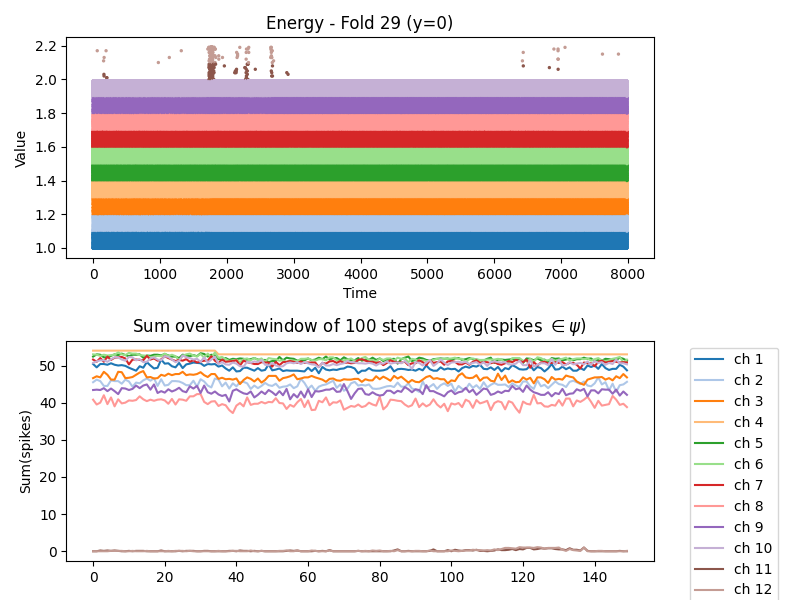 Energy - Fold 29 (y=0)
2.2
2.0
1.8
1.6
1.4
1.2
1.0
Value
0 1000 2000 3000 4000 5000 6000 7000 8000
Time
Sum over timewindow of 100 steps of avg(spikes ∈ψ)
50
40
30
20
10
0
Sum(spikes)
0 20 40 60 80 100 120 140
ch 1
ch 2
ch 3
ch 4
ch 5
ch 6
ch 7
ch 8
ch 9
ch 10
ch 11
ch 12